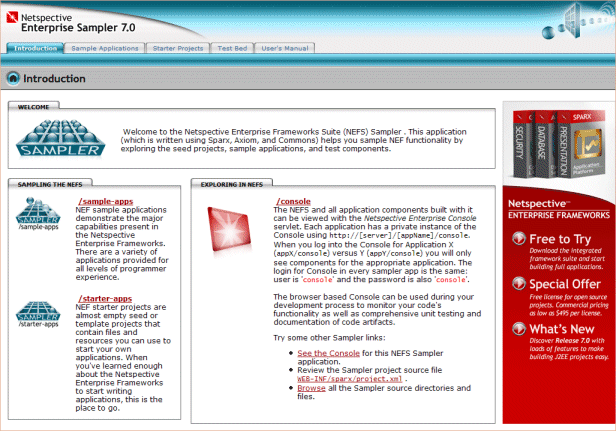 Netspective
Enterprise Sampler 7.0
Introduction Sample Applications Starter Projects Test Bed User's Manual
Introduction
WELCOME
SAMPLER
Welcome to the Netspective Enterprise Frameworks Suite (NEFS) Sampler . This application
(which is written using Sparx, Axiom, and Commons) helps you sample NEF functionality by
exploring the seed projects, sample applications, and test components.
SAMPLING THE NEFS
SAMPLER
/sample-apps
/sample-apps
NEF sample applications
demonstrate the major
capabilities present in
the Netspective
Enterprise Frameworks.
There are a variety of
applications provided for
all levels of programmer
experience.
SAMPLER
/starter-apps
/starter-apps
NEF starter projects are
almost empty seed or
template projects that
contain files and
resources you can use to
start your own
applications. When
you've learned enough
about the Netspective
Enterprise Frameworks
to start writing
applications, this is the
place to go.
EXPLORING IN NEFS
/console
The NEFS and all application components built with it
can be viewed with the Netspective Enterprise Console
servlet. Each application has a private instance of the
Console using http://[server]/[appName]/console.
When you log into the Console for Application X
(appX/console) versus Y (appY/console) you will only
see components for the appropriate application. The
login for Console in every sampler app is the same:
user is 'console' and the password is also 'console'.
The browser based Console can be used during your
development process to monitor your code's
functionality as well as comprehensive unit testing and
documentation of code artifacts.
Try some other Sampler links:
• See the Console for this NEFS Sampler
application.
• Review the Sampler project source file
WEB-INF/sparx/project.xml .
• Browse all the Sampler source directories and
files.
SECURITY
DATABASE
PRESENTATION
SPARX
Application
Platform
Netspective™
ENTERPRISE FRAMEWORKS
Free to Try
Download the integrated
framework suite and start
building full applications.
Special Offer
Free license for open source
projects. Commercial pricing
as low as $495 per license.
What's New
Discover Release 7.0 with
loads of features to make
building J2EE projects easy.